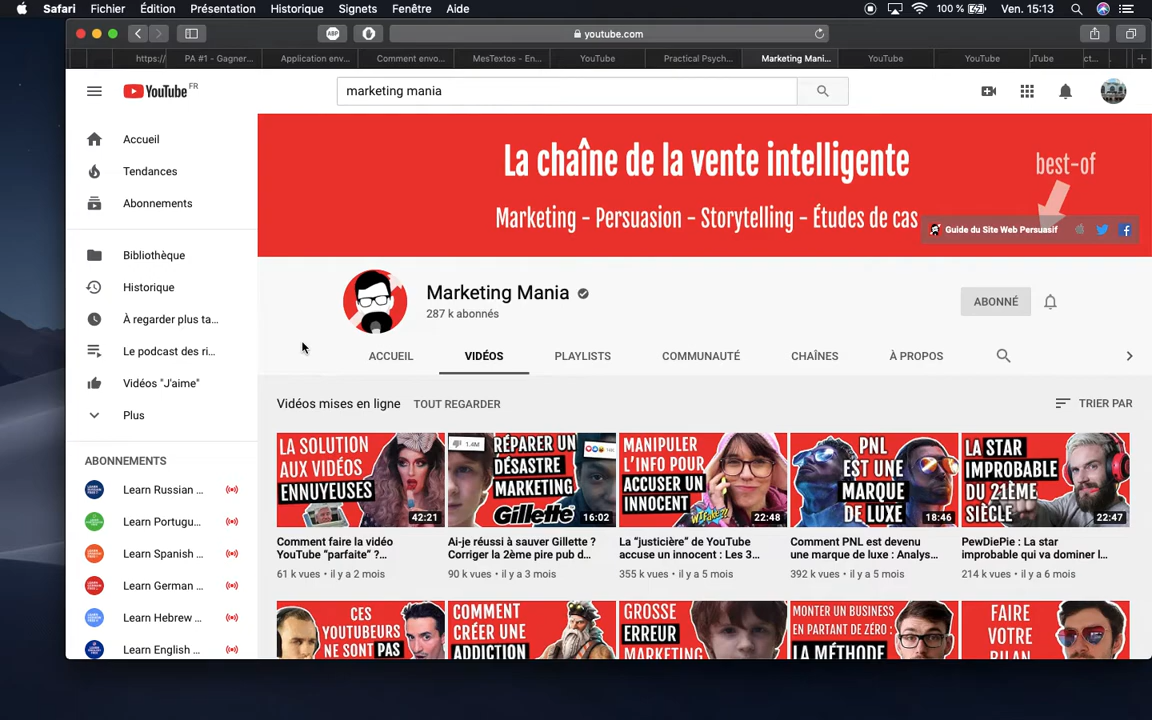 Safari Fichier Édition Présentation Historique Signets Fenêtre Aide 100 % Ven. 15:13
ABP youtube.com
https:/ PA #1 - Gagner... Application env... Comment envo... MesTextos - En... YouTube Practical Psych... Marketing Mani... YouTube YouTube uTube ct...
YouTube FR
marketing mania
Accueil
Tendances
Abonnements
Bibliothèque
Historique
À regarder plus ta...
Le podcast des ri...
Vidéos "J'aime"
Plus
ABONNEMENTS
Learn Russian ...
Learn Portugu...
Learn Spanish ...
Learn German ...
Learn Hebrew ...
Learn English ...
La chaîne de la vente intelligente
Marketing - Persuasion - Storytelling - Études de cas
best-of
Guide du Site Web Persuasif
Marketing Mania
287 k abonnés
ABONNÉ
ACCUEIL VIDÉOS PLAYLISTS COMMUNAUTÉ CHAÎNES À PROPOS
Vidéos mises en ligne TOUT REGARDER TRIER PAR
LA SOLUTION
AUX VIDÉOS
ENNUYEUSES
42:21
Comment faire la vidéo
YouTube “parfaite” ?...
61 k vues • il y a 2 mois
1.4M
RÉPARER UN
DÉSASTRE
MARKETING
Gillette
16:02
Ai-je réussi à sauver Gillette ?
Corriger la 2ème pire pub d...
90 k vues • il y a 3 mois
MANIPULER
L'INFO POUR
ACCUSER UN
INNOCENT
WTFake?!
22:48
La “justicière” de YouTube
accuse un innocent : Les 3...
355 k vues • il y a 5 mois
PNL
EST UNE
MARQUE
DE LUXE
18:46
Comment PNL est devenu
une marque de luxe : Analys...
392 k vues • il y a 5 mois
LA STAR
IMPROBABLE
DU 21ÈME
SIÈCLE
22:47
PewDiePie : La star
improbable qui va dominer l...
214 k vues • il y a 6 mois
CES
YOUTUBEURS
NE SONT PAS
COMMENT
CRÉER UNE
ADDICTION
GROSSE
ERREUR
MARKETING
MONTER UN BUSINESS
EN PARTANT DE ZÉRO :
LA MÉTHODE
FAIRE
VOTRE
BILAN